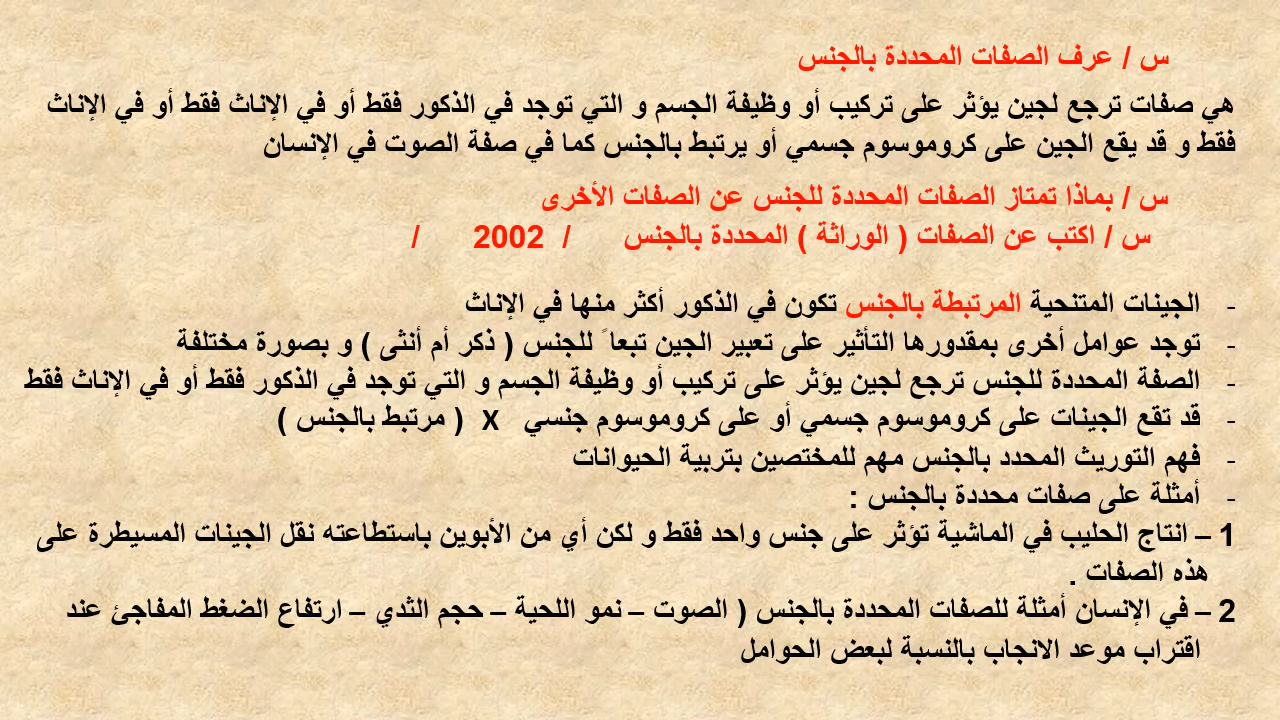 س / عرف الصفات المحددة بالجنس
هي صفات ترجع لجين يؤثر على تركيب أو وظيفة الجسم و التي توجد في الذكور فقط أو في الإناث فقط أو في الإناث
فقط و قد يقع الجين على كروموسوم جسمي أو يرتبط بالجنس كما في صفة الصوت في الإنسان
س / بماذا تمتاز الصفات المحددة للجنس عن الصفات الأخرى
س / اكتب عن الصفات ( الوراثة ) المحددة بالجنس / 2002 /
- الجينات المتنحية المرتبطة بالجنس تكون في الذكور أكثر منها في الإناث
- توجد عوامل أخرى بمقدورها التأثير على تعبير الجين تبعا ً للجنس ( ذكر أم أنثى ) و بصورة مختلفة
- الصفة المحددة للجنس ترجع لجين يؤثر على تركيب أو وظيفة الجسم و التي توجد في الذكور فقط أو في الإناث فقط
- قد تقع الجينات على كروموسوم جسمي أو على كروموسوم جنسي X ( مرتبط بالجنس )
- فهم التوريث المحدد بالجنس مهم للمختصين بتربية الحيوانات
- أمثلة على صفات محددة بالجنس :
1 – انتاج الحليب في الماشية تؤثر على جنس واحد فقط و لكن أي من الأبوين باستطاعته نقل الجينات المسيطرة على
هذه الصفات .
2 – في الإنسان أمثلة للصفات المحددة بالجنس ( الصوت – نمو اللحية – حجم الثدي – ارتفاع الضغط المفاجئ عند
اقتراب موعد الانجاب بالنسبة لبعض الحوامل